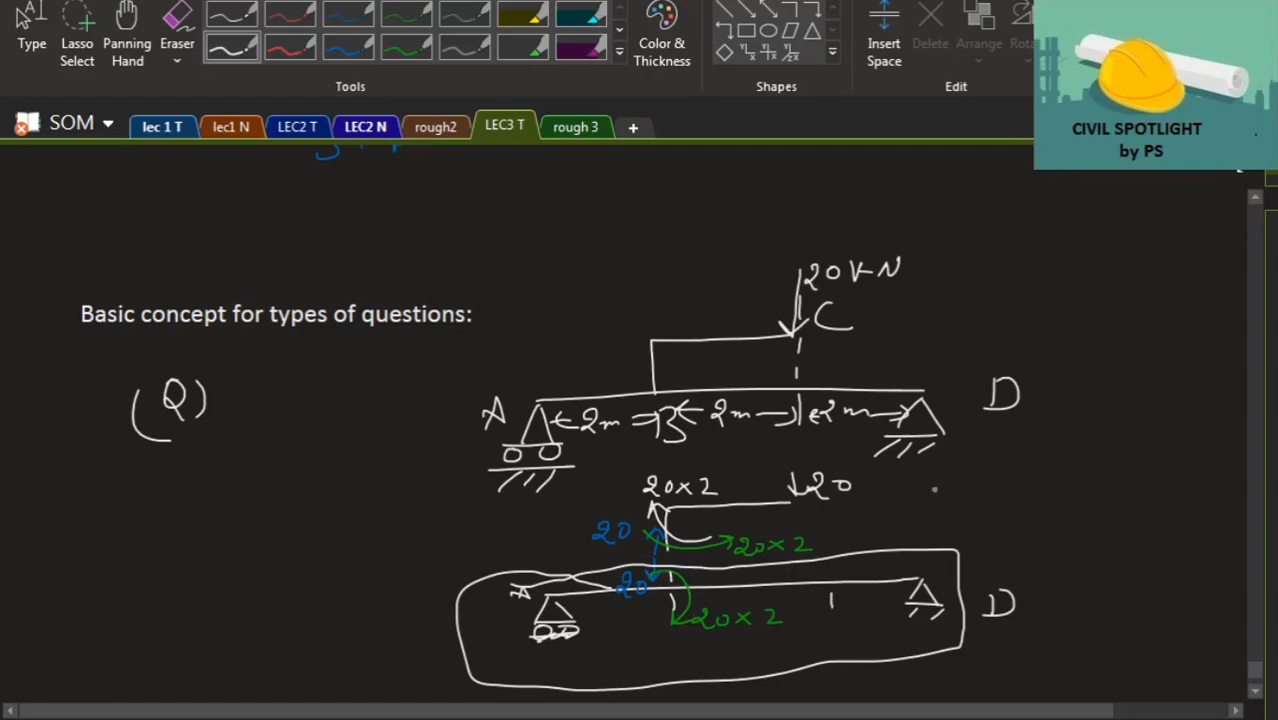 Type
Lasso Select
Panning Hand
Eraser
Color & Thickness
Insert Space
Delete
Arrange
Tools
Shapes
Edit
CIVIL SPOTLIGHT
by PS
SOM
lec 1 T
lec1 N
LEC2 T
LEC2 N
rough2
LEC3 T
rough 3
20 KN
C
Basic concept for types of questions:
(Q)
A
2m
B
2m
2m
D
20×2
20
20
20×2
A
20
20×2
D